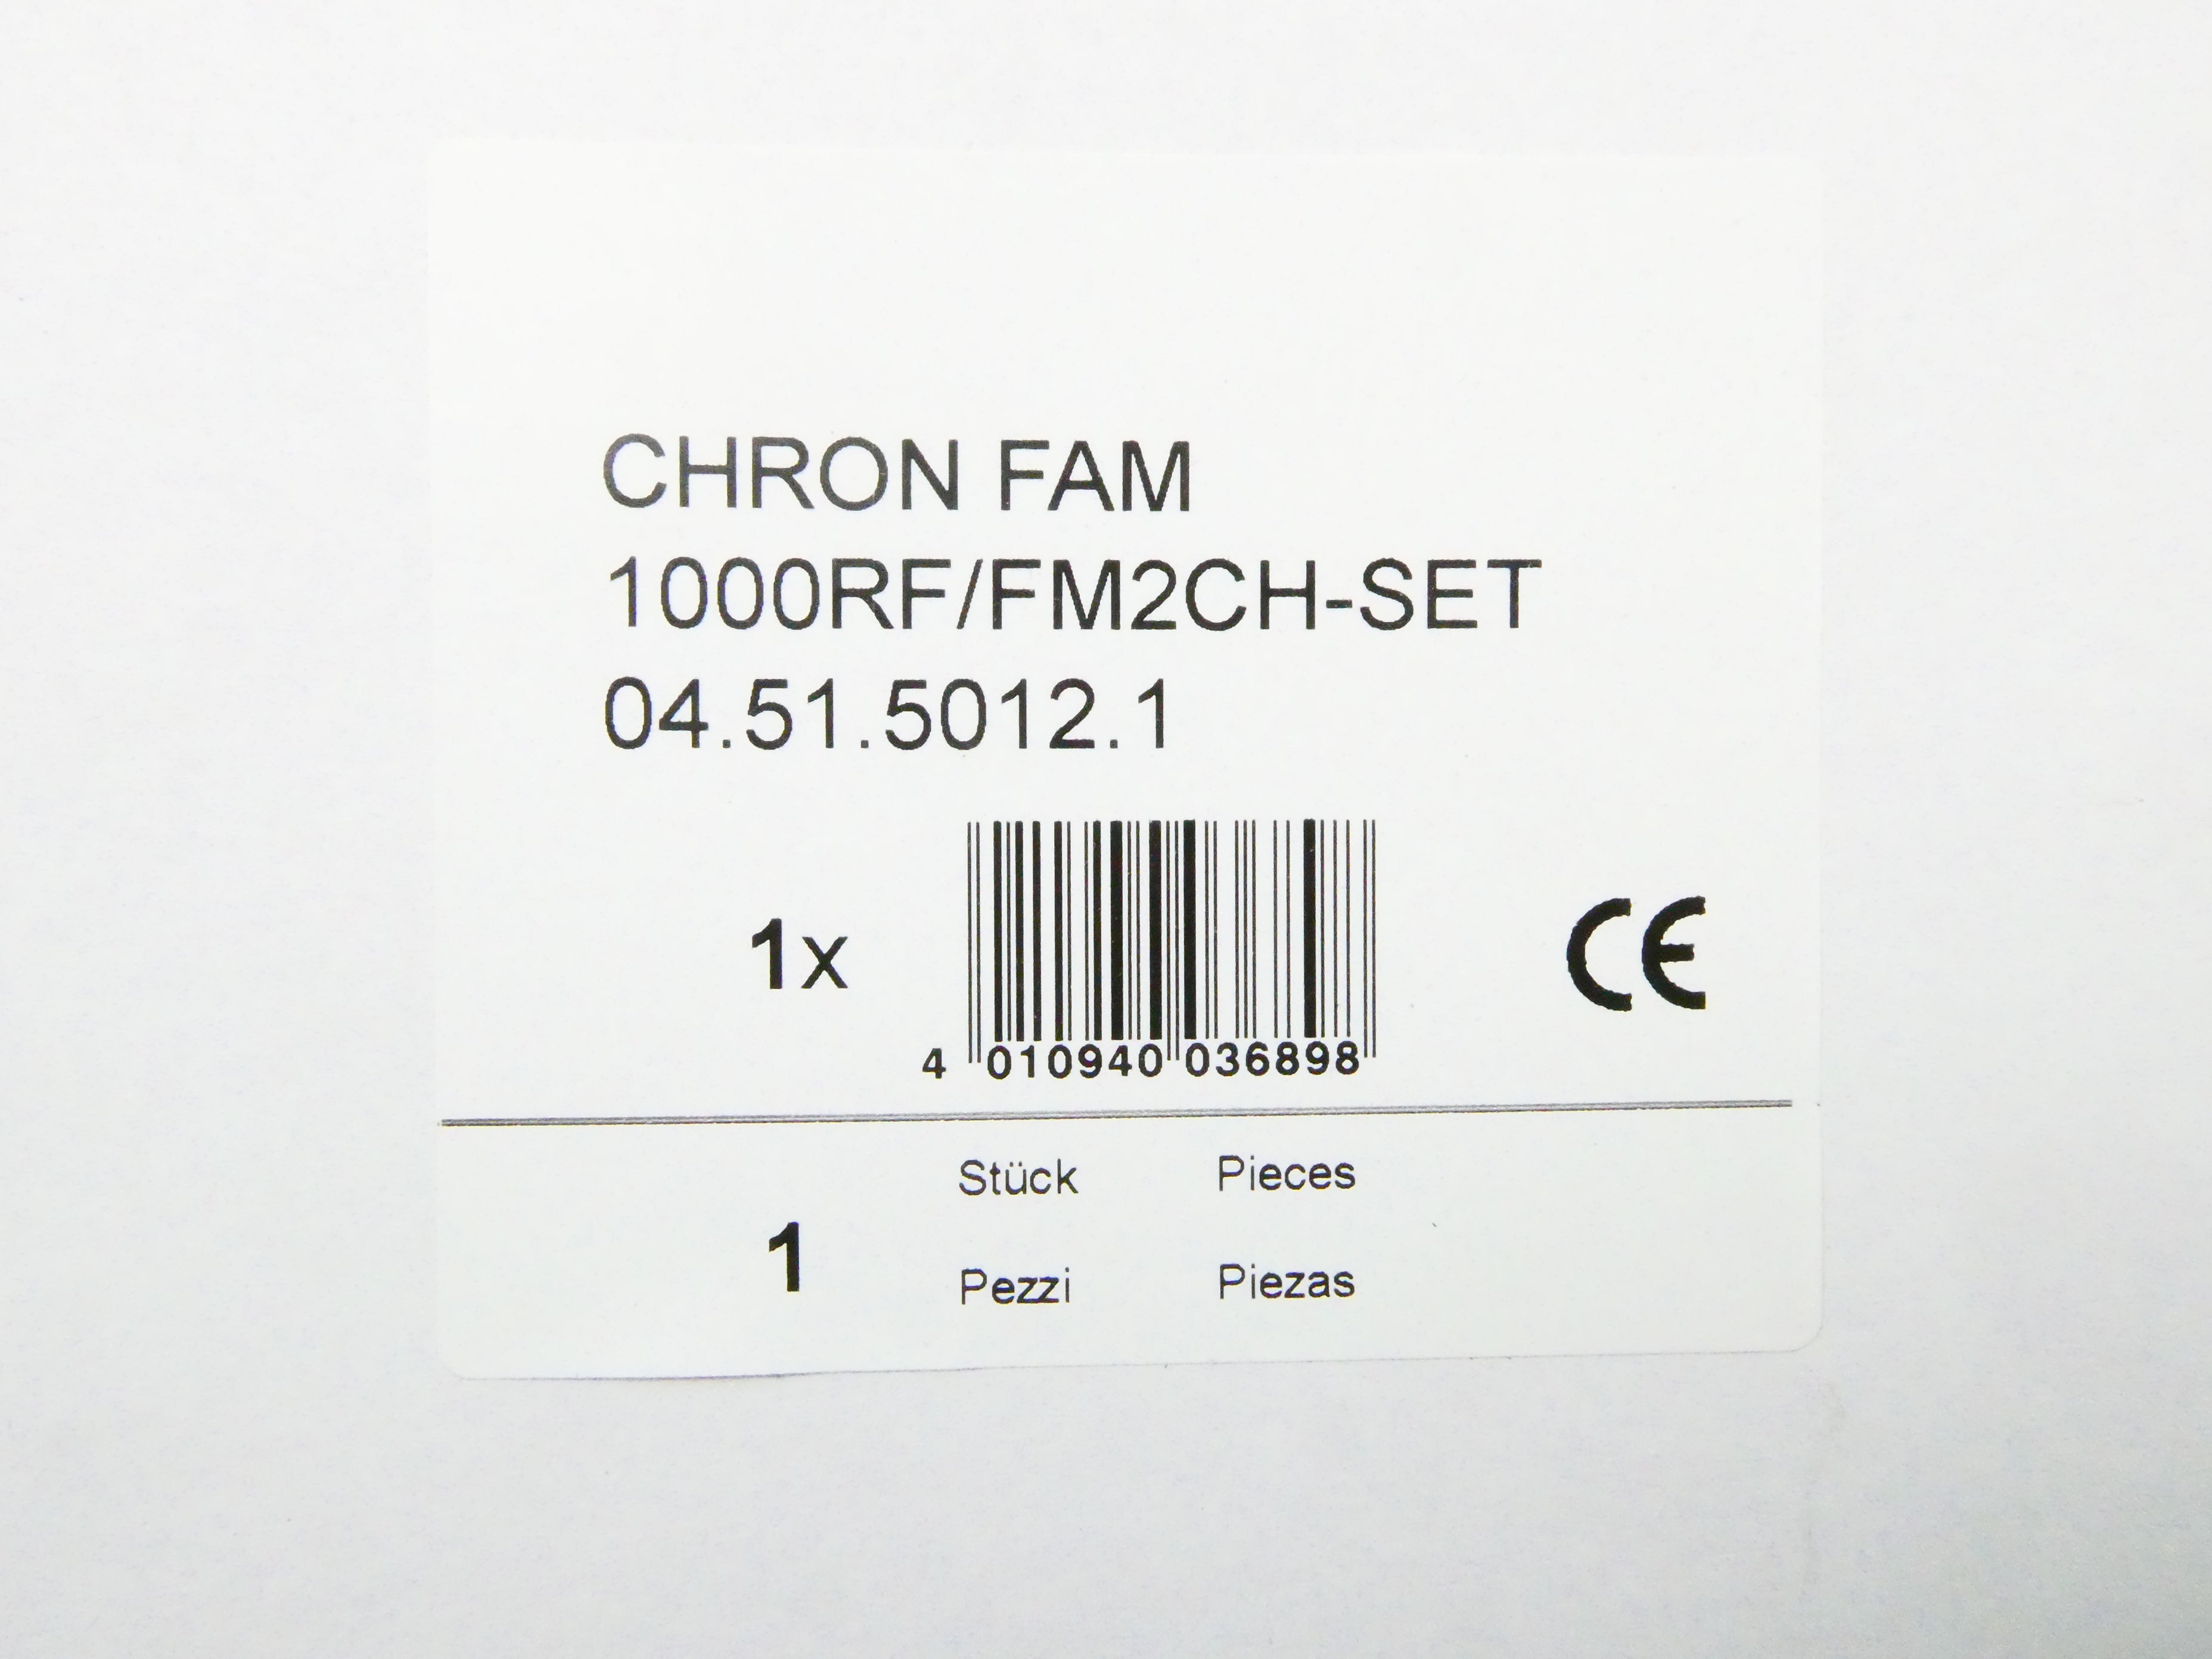 CHRON FAM
1000RF/FM2CH-SET
04.51.5012.1
1x
4 010940 036898
CE
Stück Pieces
1
Pezzi Piezas